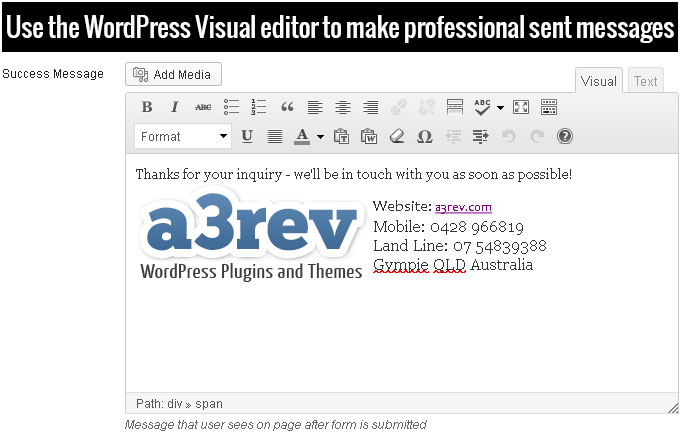 Use the WordPress Visual editor to make professional sent messages
Success Message
Add Media
Visual Text
B I ABC ABC
Format U A T W Ω ?
Thanks for your inquiry - we'll be in touch with you as soon as possible!
a3rev
WordPress Plugins and Themes
Website: a3rev.com
Mobile: 0428 966819
Land Line: 07 54839388
Gympie QLD Australia
Path: div » span
Message that user sees on page after form is submitted